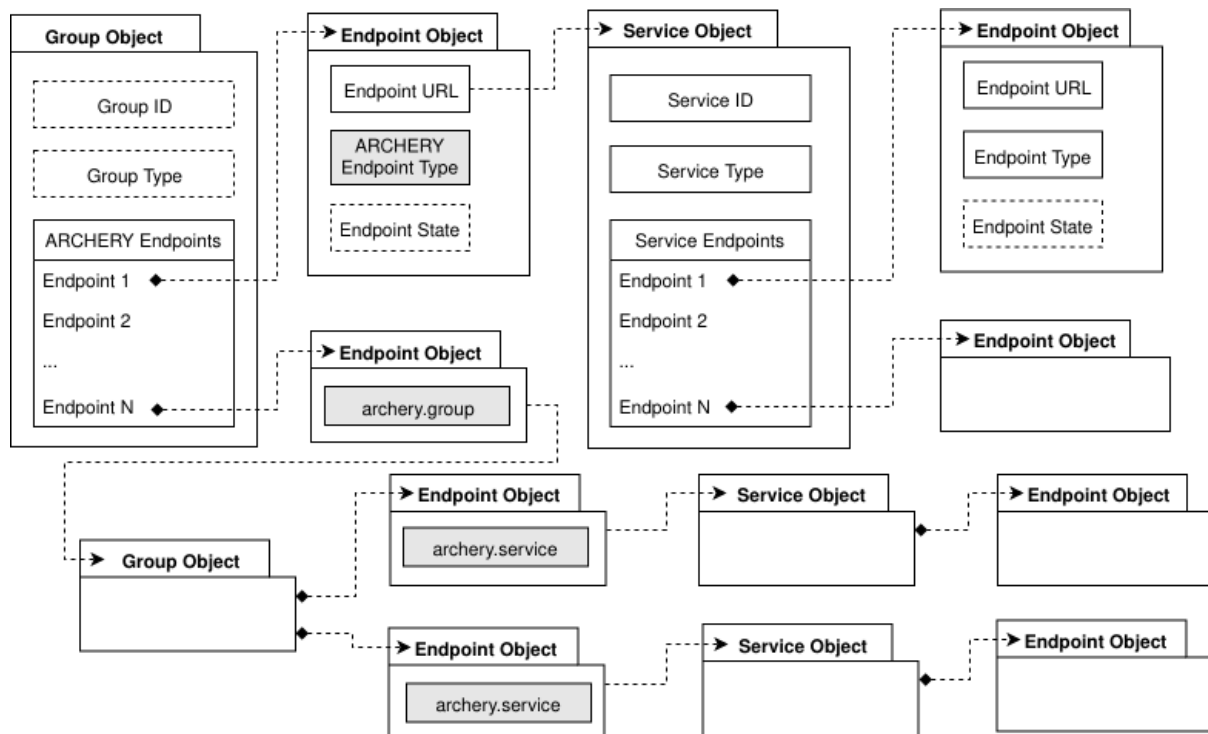 Group Object
Group ID
Group Type
ARCHERY Endpoints
Endpoint 1
Endpoint 2
...
Endpoint N
Endpoint Object
Endpoint URL
ARCHERY
Endpoint Type
Endpoint State
Service Object
Service ID
Service Type
Service Endpoints
Endpoint 1
Endpoint 2
...
Endpoint N
Endpoint Object
Endpoint URL
Endpoint Type
Endpoint State
Endpoint Object
archery.group
Endpoint Object
Group Object
Endpoint Object
archery.service
Service Object
Endpoint Object
Endpoint Object
archery.service
Service Object
Endpoint Object